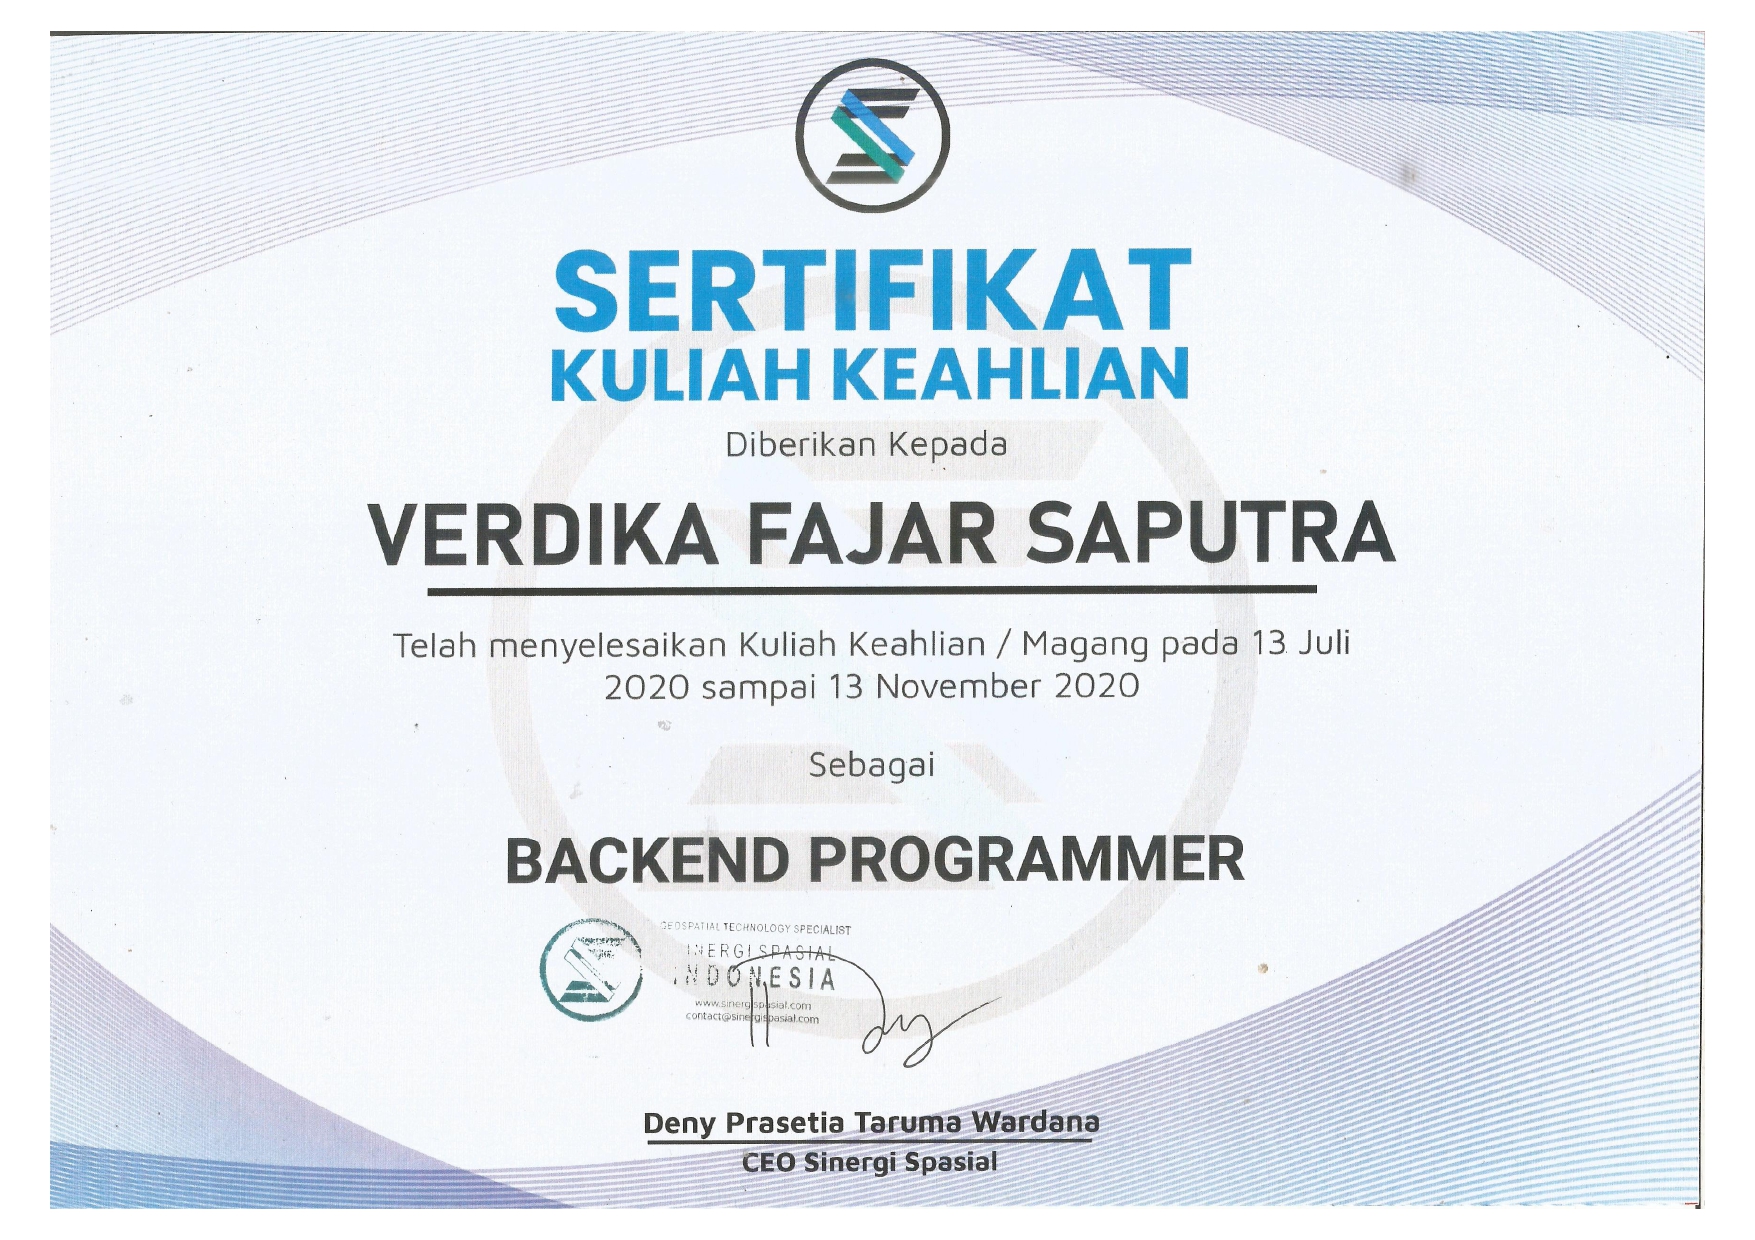 SERTIFIKAT
KULIAH KEAHLIAN
Diberikan Kepada
VERDIKA FAJAR SAPUTRA
Telah menyelesaikan Kuliah Keahlian / Magang pada 13 Juli
2020 sampai 13 November 2020
Sebagai
BACKEND PROGRAMMER
GEOSPATIAL TECHNOLOGY SPECIALIST
SINERGI SPASIAL
INDONESIA
www.sinergispasial.com
contact@sinergispasial.com
Deny Prasetia Taruma Wardana
CEO Sinergi Spasial